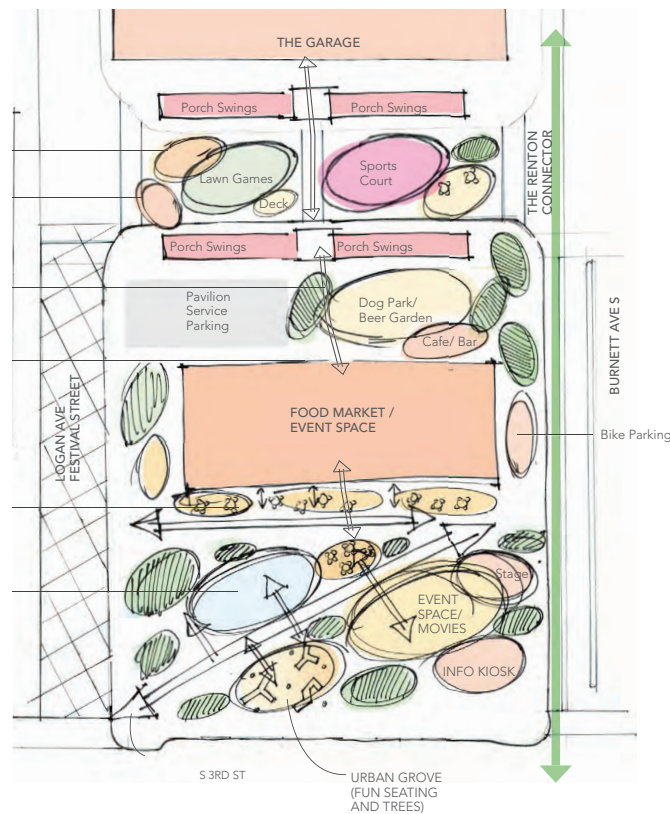 THE GARAGE
Porch Swings
Porch Swings
Lawn Games
Deck
Sports
Court
THE RENTON
CONNECTOR
Porch Swings
Porch Swings
Pavilion
Service
Parking
Dog Park/
Beer Garden
Cafe/ Bar
BURNETT AVE S
FOOD MARKET /
EVENT SPACE
LOGAN AVE
FESTIVAL STREET
Bike Parking
Stage
EVENT
SPACE/
MOVIES
INFO KIOSK
S 3RD ST
URBAN GROVE
(FUN SEATING
AND TREES)